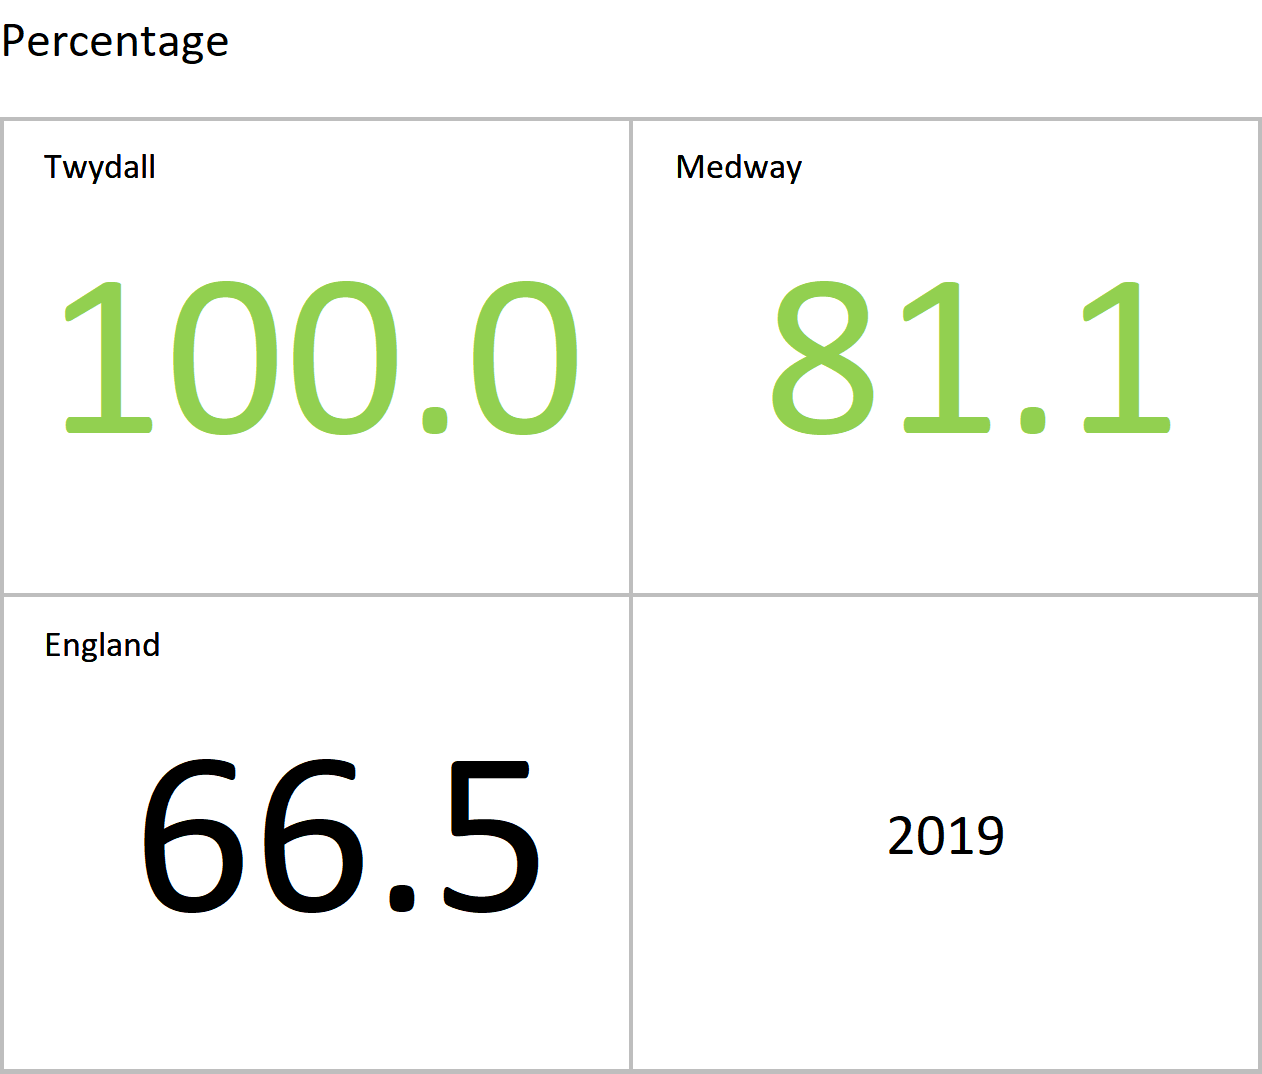 Percentage
Twydall
100.0
Medway
81.1
England
66.5
2019